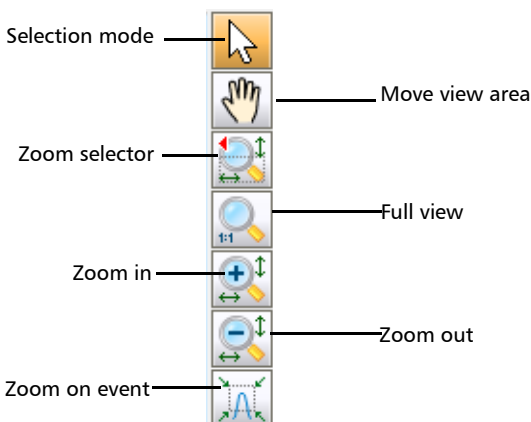 Selection mode
Move view area
Zoom selector
Full view
1:1
Zoom in
Zoom out
Zoom on event